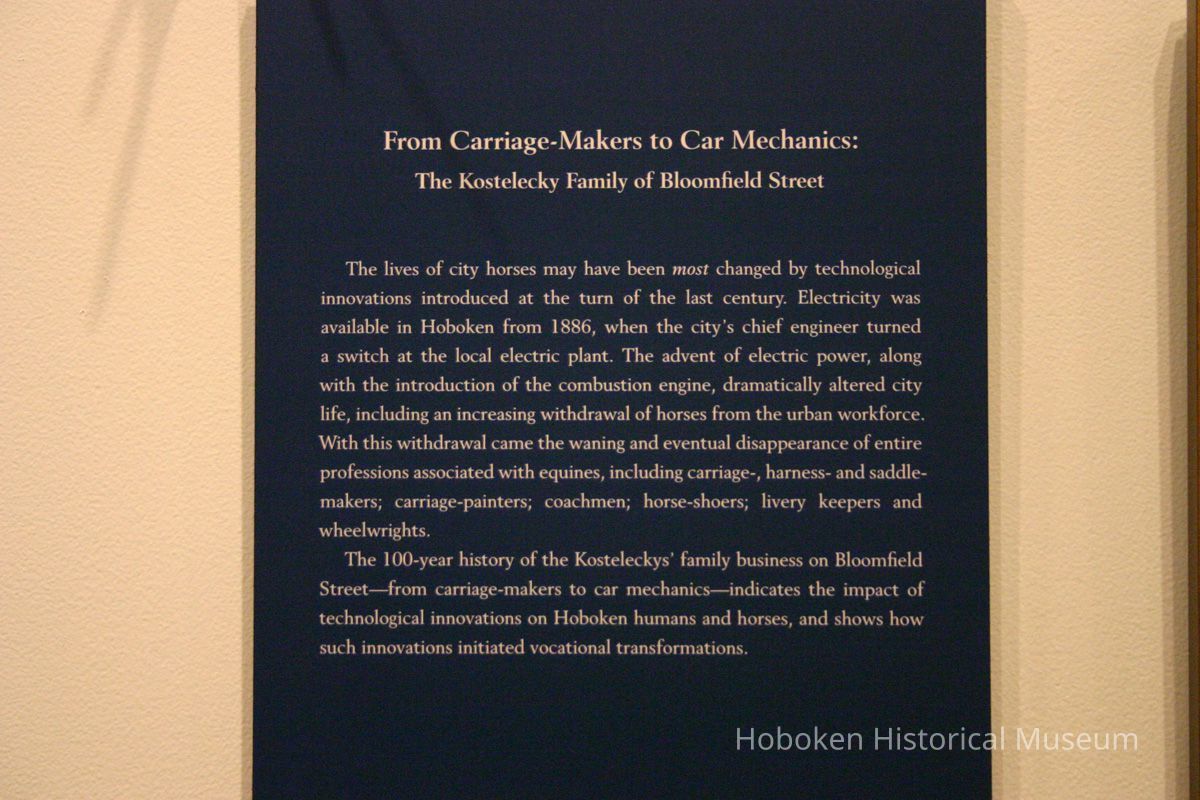 From Carriage-Makers to Car Mechanics:
The Kostelecky Family of Bloomfield Street
The lives of city horses may have been most changed by technological
innovations introduced at the turn of the last century. Electricity was
available in Hoboken from 1886, when the city's chief engineer turned
a switch at the local electric plant. The advent of electric power, along
with the introduction of the combustion engine, dramatically altered city
life, including an increasing withdrawal of horses from the urban workforce.
With this withdrawal came the waning and eventual disappearance of entire
professions associated with equines, including carriage-, harness- and saddle-
makers; carriage-painters; coachmen; horse-shoers; livery keepers and
wheelwrights.
The 100-year history of the Kosteleckys' family business on Bloomfield
Street—from carriage-makers to car mechanics—indicates the impact of
technological innovations on Hoboken humans and horses, and shows how
such innovations initiated vocational transformations.
Hoboken Historical Museum